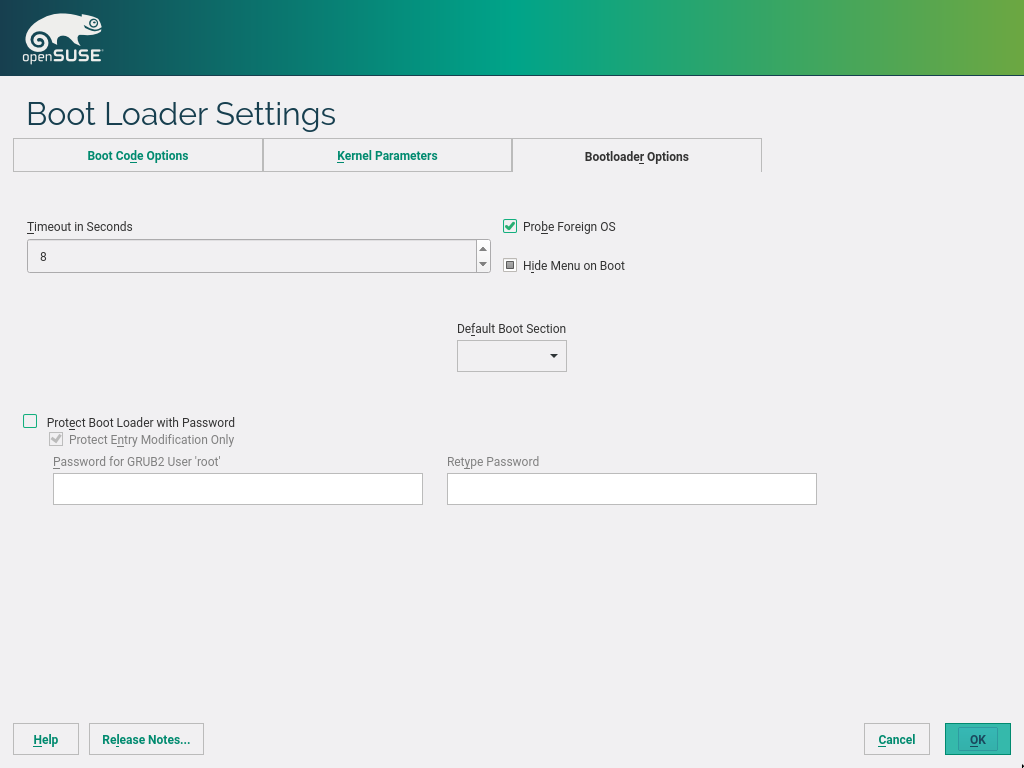 openSUSE
Boot Loader Settings
Boot Code Options
Kernel Parameters
Bootloader Options
Timeout in Seconds
8
Probe Foreign OS
Hide Menu on Boot
Default Boot Section
Protect Boot Loader with Password
Protect Entry Modification Only
Password for GRUB2 User 'root'
Retype Password
Help
Release Notes...
Cancel
OK